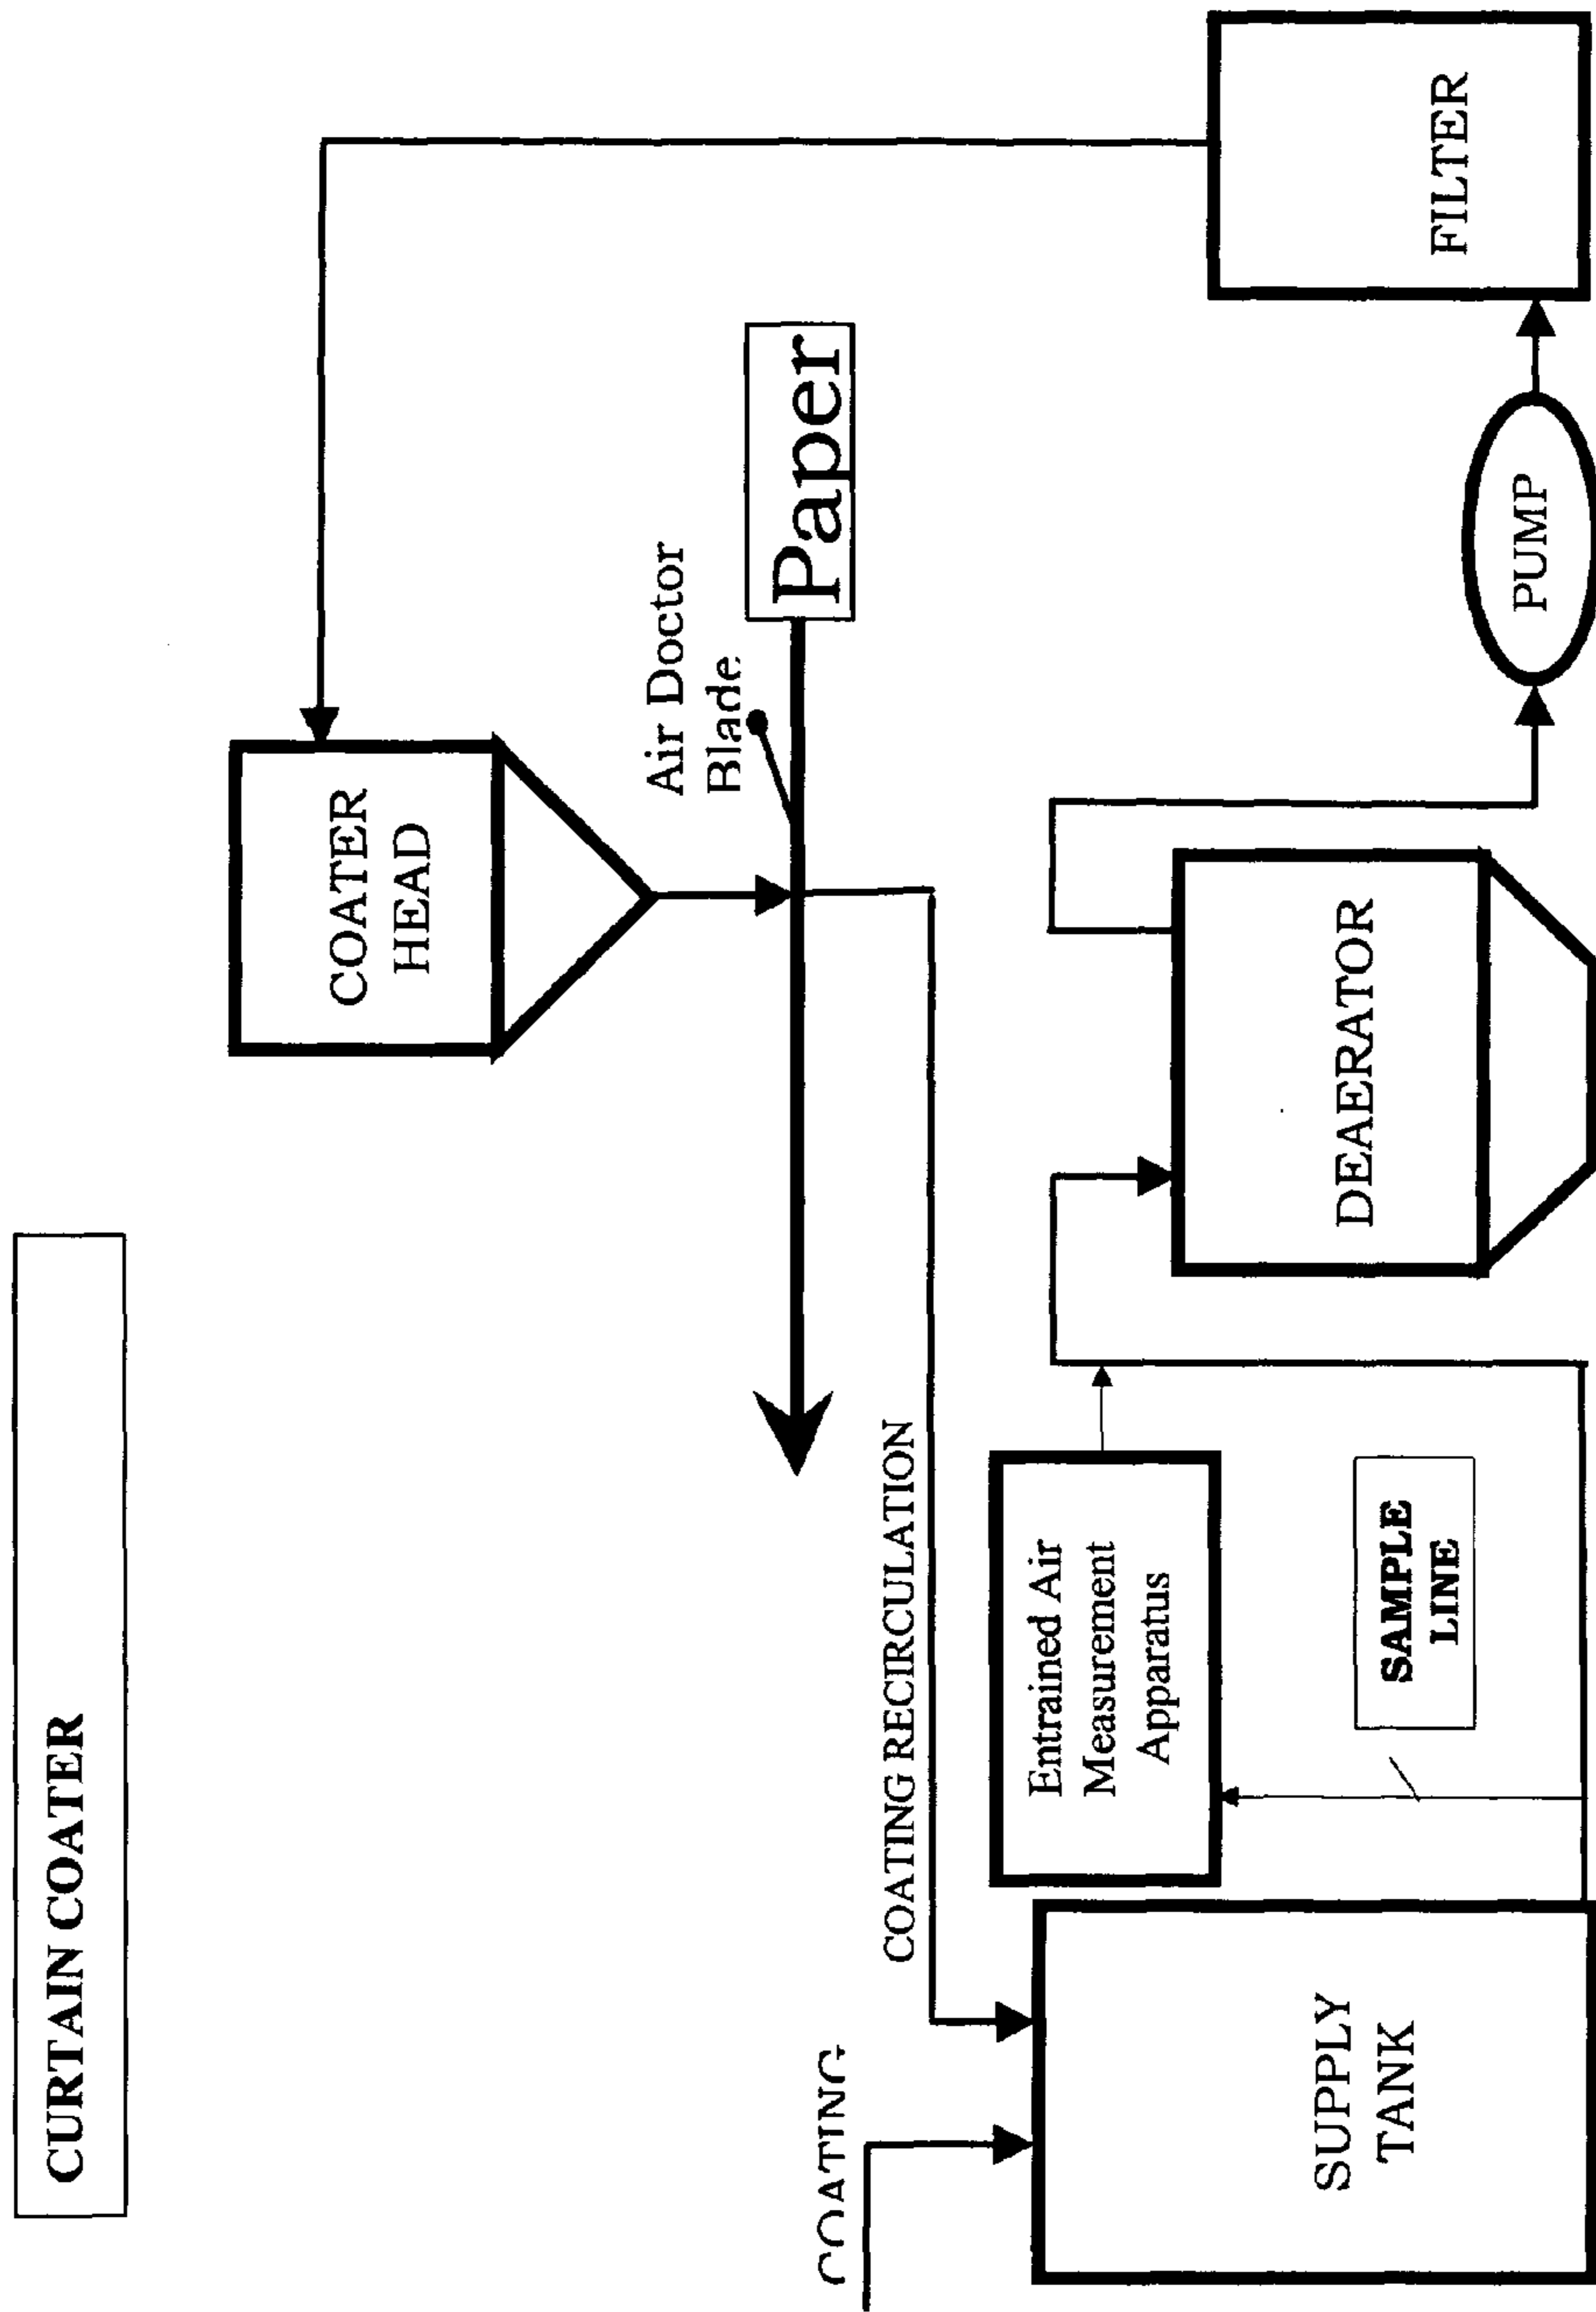 CURTAIN COATER
COATER
HEAD
Air Doctor
Blade
Paper
COATING RECIRCULATION
COATING
Entrained Air
Measurement
Apparatus
SAMPLE
LINE
SUPPLY
TANK
DEAERATOR
PUMP
FILTER